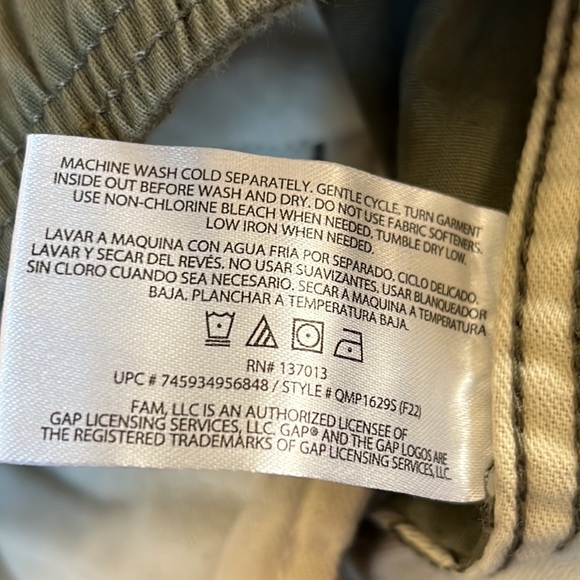 MACHINE WASH COLD SEPARATELY. GENTLE CYCLE. TURN GARMENT
INSIDE OUT BEFORE WASH AND DRY. DO NOT USE FABRIC SOFTENERS.
USE NON-CHLORINE BLEACH WHEN NEEDED. TUMBLE DRY LOW.
LOW IRON WHEN NEEDED.
LAVAR A MAQUINA CON AGUA FRIA POR SEPARADO. CICLO DELICADO.
LAVAR Y SECAR DEL REVÉS. NO USAR SUAVIZANTES. USAR BLANQUEADOR
SIN CLORO CUANDO SEA NECESARIO. SECAR A MAQUINA A TEMPERATURA
BAJA. PLANCHAR A TEMPERATURA BAJA.
RN# 137013
UPC # 745934956848 / STYLE # QMP1629S (F22)
FAM, LLC IS AN AUTHORIZED LICENSEE OF
GAP LICENSING SERVICES, LLC. GAP® AND THE GAP LOGOS ARE
THE REGISTERED TRADEMARKS OF GAP LICENSING SERVICES, LLC.